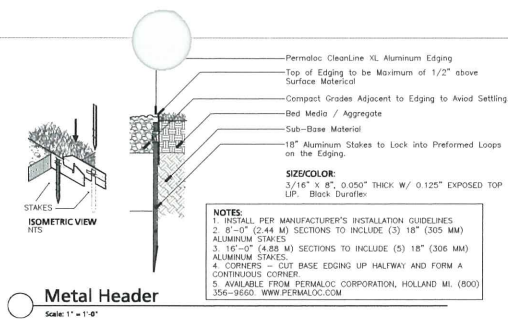 Permaloc CleanLine XL Aluminum Edging
Top of Edging to be Maximum of 1/2" above
Surface Materical
Compact Grades Adjacent to Edging to Aviod Settling.
Bed Media / Aggregate
Sub-Base Material
18" Aluminum Stakes to Lock into Preformed Loops
on the Edging.
SIZE/COLOR:
3/16" X 8", 0.050" THICK W/ 0.125" EXPOSED TOP
LIP. Black Duraflex
STAKES
ISOMETRIC VIEW
NTS
NOTES:
1. INSTALL PER MANUFACTURER'S INSTALLATION GUIDELINES
2. 8'-0" (2.44 M) SECTIONS TO INCLUDE (3) 18" (305 MM)
ALUMINUM STAKES
3. 16'-0" (4.88 M) SECTIONS TO INCLUDE (5) 18" (306 MM)
ALUMINUM STAKES.
4. CORNERS - CUT BASE EDGING UP HALFWAY AND FORM A
CONTINUOUS CORNER.
5. AVAILABLE FROM PERMALOC CORPORATION, HOLLAND MI. (800)
356-9660. WWW.PERMALOC.COM
Metal Header
Scale: 1" = 1'-0"